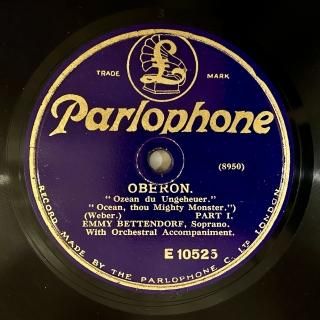 £
TRADE MARK
Parlophone
(8950)
OBERON.
"Ozean du Ungeheuer."
"Ocean, thou Mighty Monster.")
(Weber.) PART I.
EMMY BETTENDORF, Soprano.
With Orchestral Accompaniment.
E 10525
RECORD MADE BY THE PARLOPHONE Co. LTD LONDON